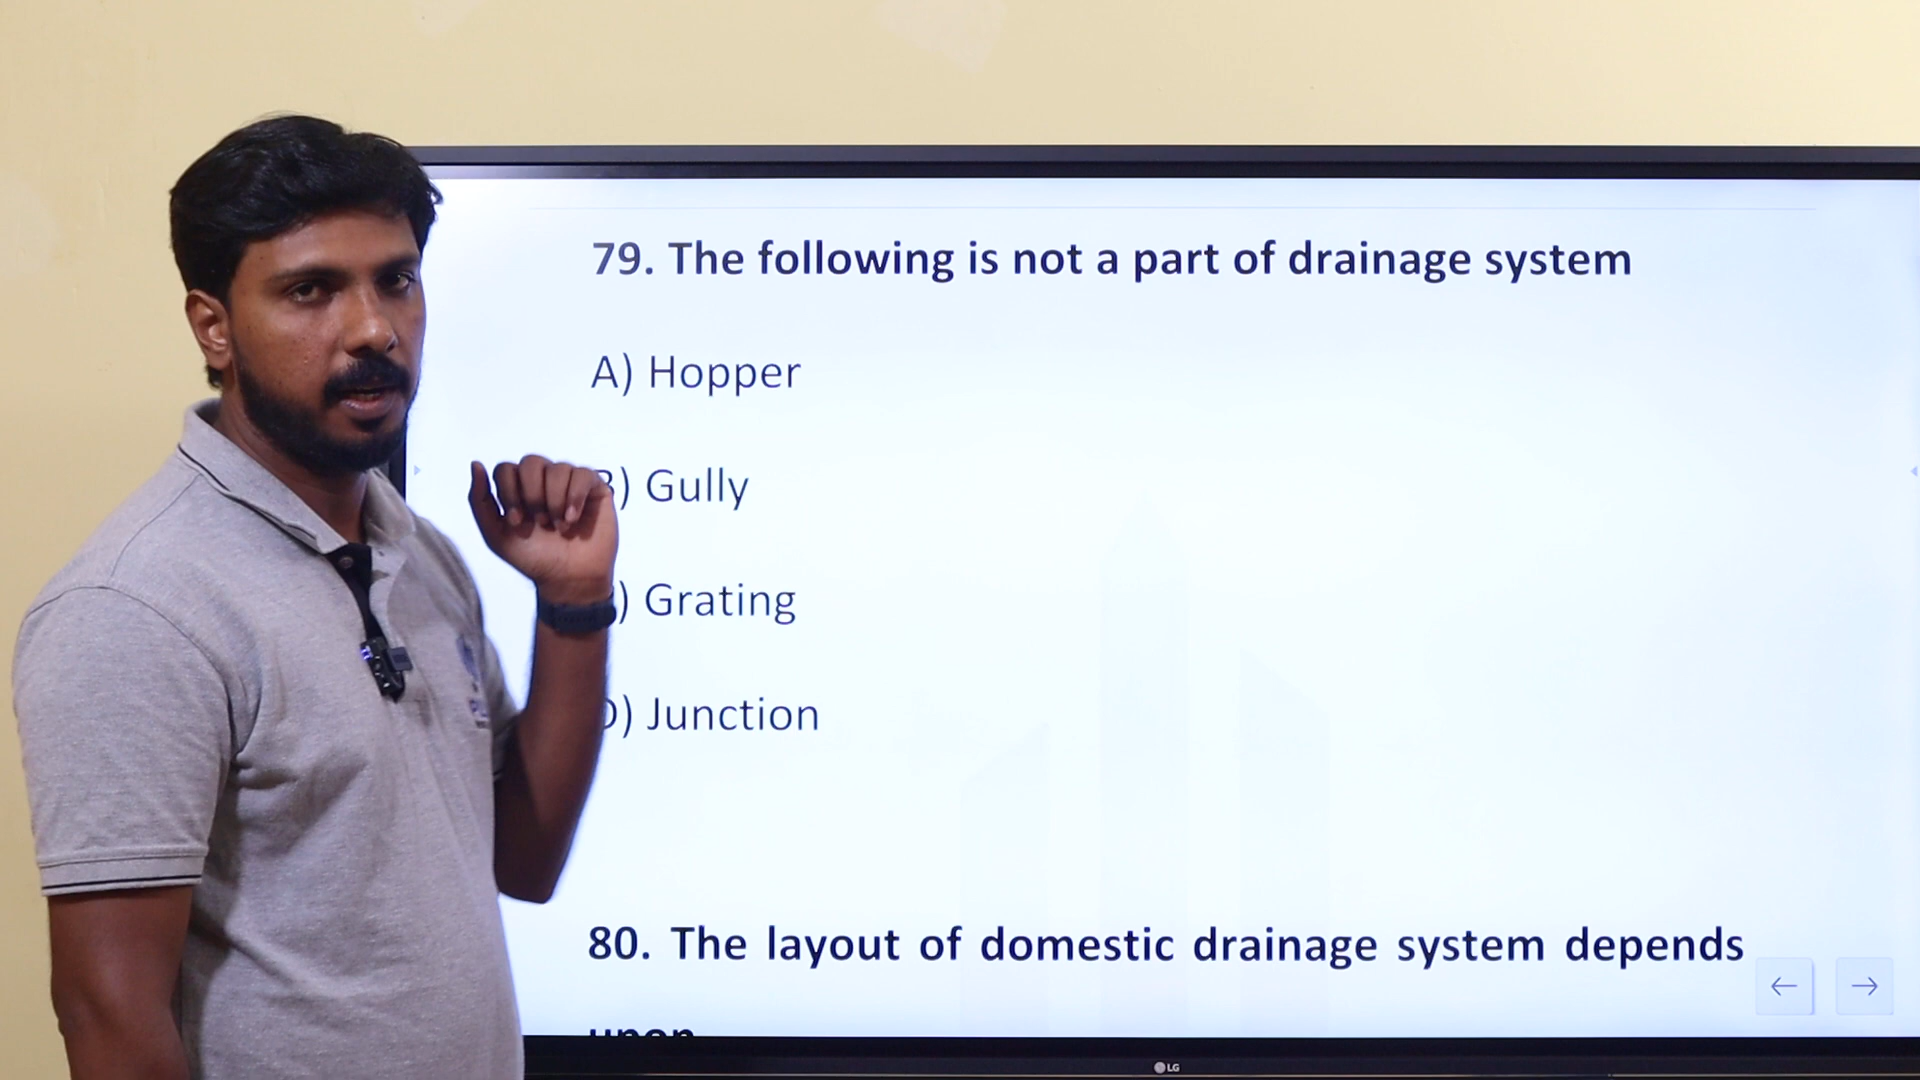 79. The following is not a part of drainage system
A) Hopper
B) Gully
) Grating
D) Junction
80. The layout of domestic drainage system depends
upon
LG